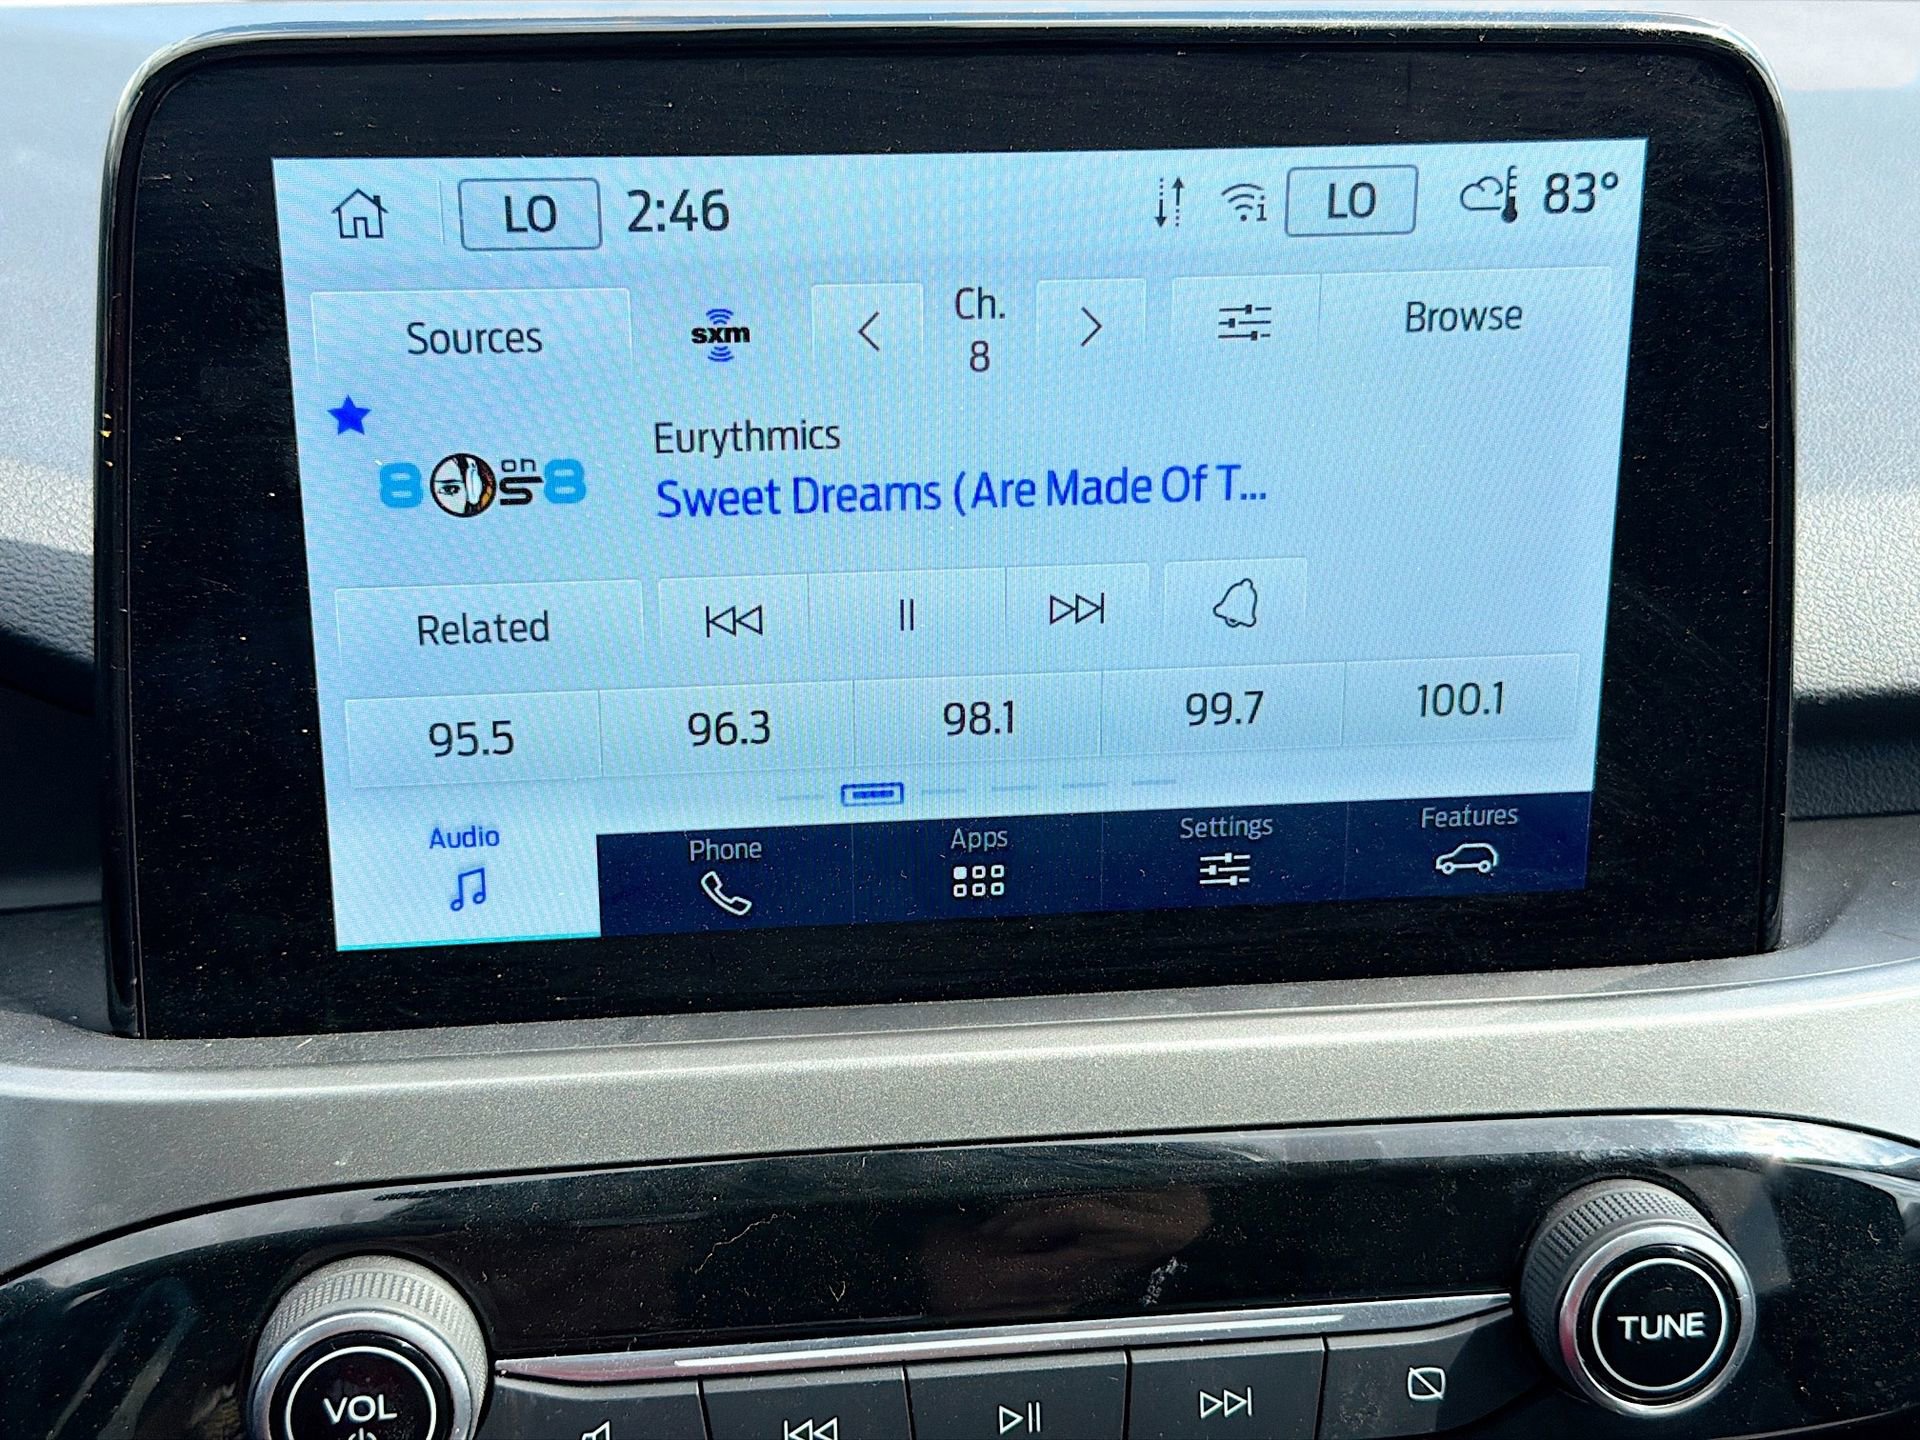 LO 2:46 LO 83°
Sources sxm Ch. 8 Browse
80s on 8
Eurythmics
Sweet Dreams (Are Made Of T...
Related
95.5 96.3 98.1 99.7 100.1
Audio Phone Apps Settings Features
VOL TUNE